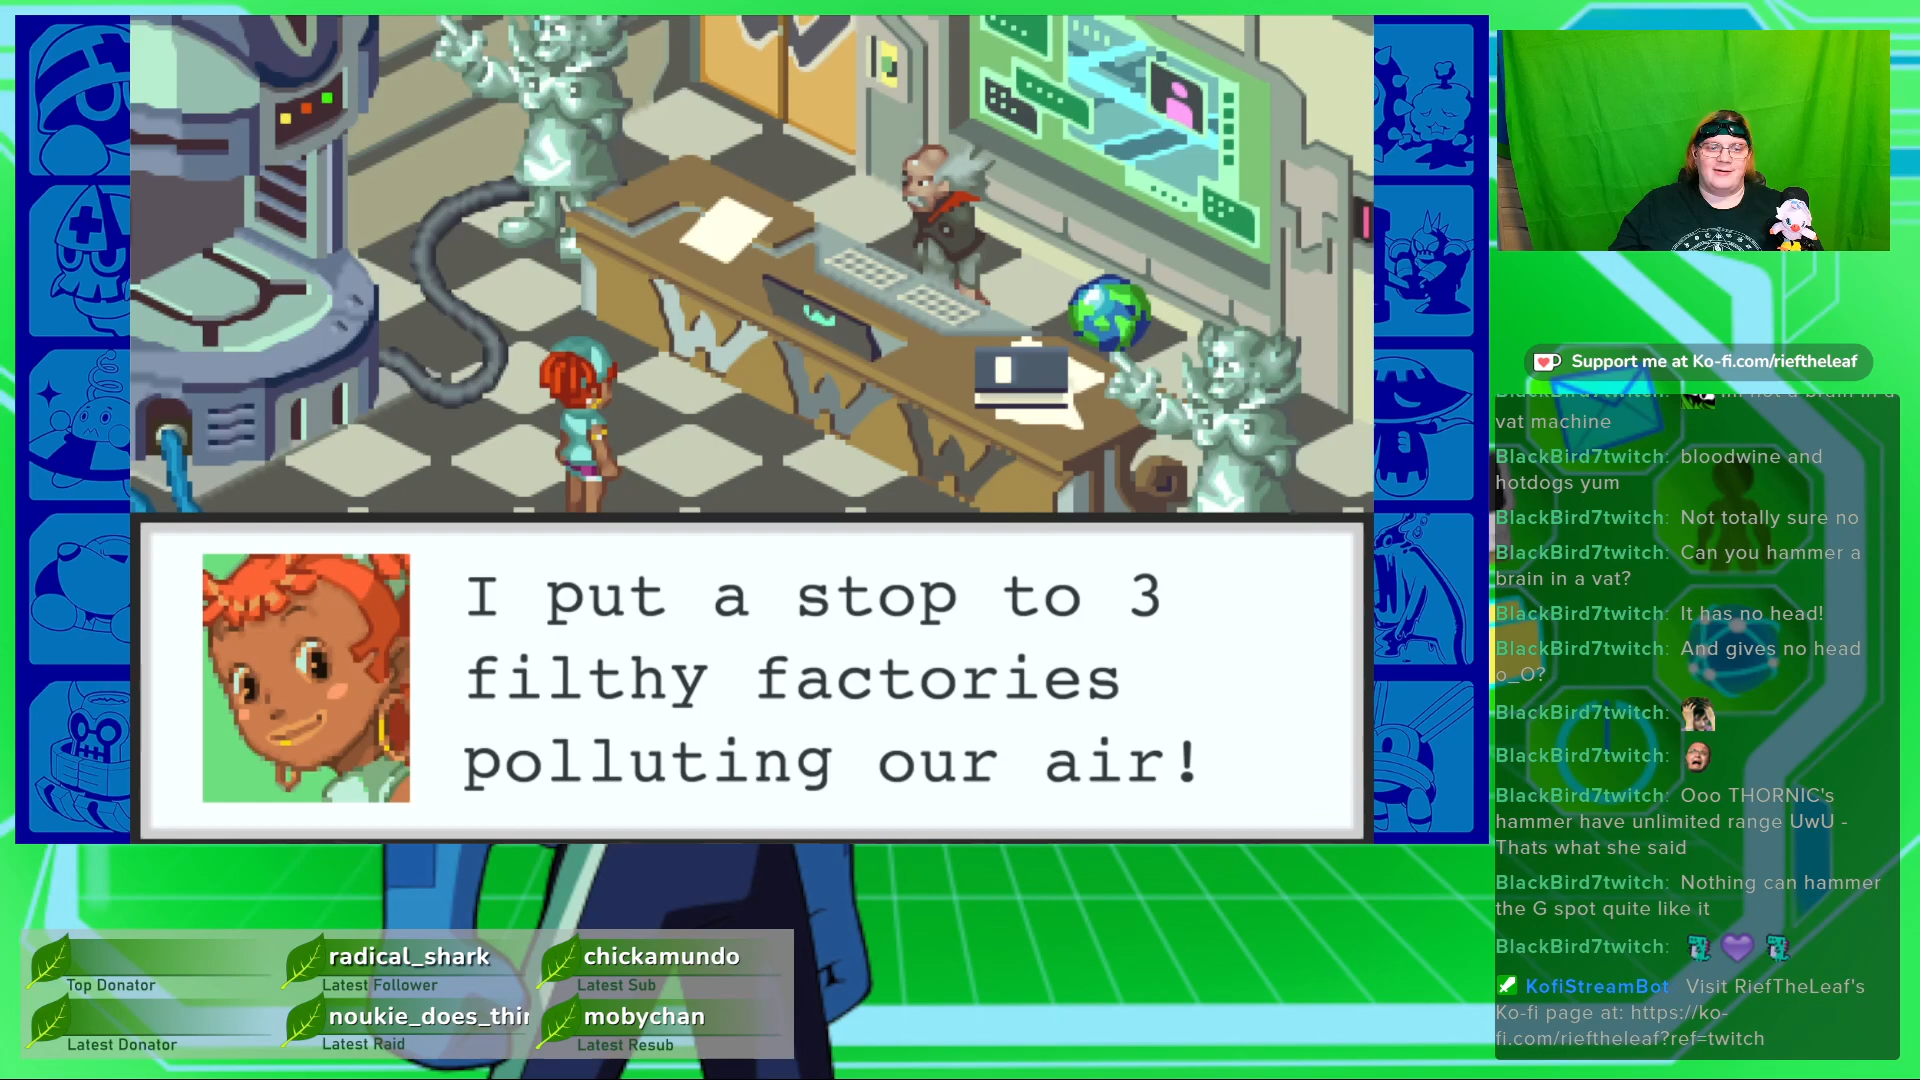 I put a stop to 3
filthy factories
polluting our air!
Support me at Ko-fi.com/rieftheleaf
vat machine
BlackBird7twitch: bloodwine and
hotdogs yum
BlackBird7twitch: Not totally sure no
BlackBird7twitch: Can you hammer a
brain in a vat?
BlackBird7twitch: It has no head!
BlackBird7twitch: And gives no head
o_O?
BlackBird7twitch:
BlackBird7twitch:
BlackBird7twitch: Ooo THORNIC's
hammer have unlimited range UwU -
Thats what she said
BlackBird7twitch: Nothing can hammer
the G spot quite like it
BlackBird7twitch:
KofiStreamBot Visit RiefTheLeaf's
Ko-fi page at: https://ko-
fi.com/rieftheleaf?ref=twitch
Top Donator
radical_shark
Latest Follower
chickamundo
Latest Sub
Latest Donator
noukie_does_thin
Latest Raid
mobychan
Latest Resub